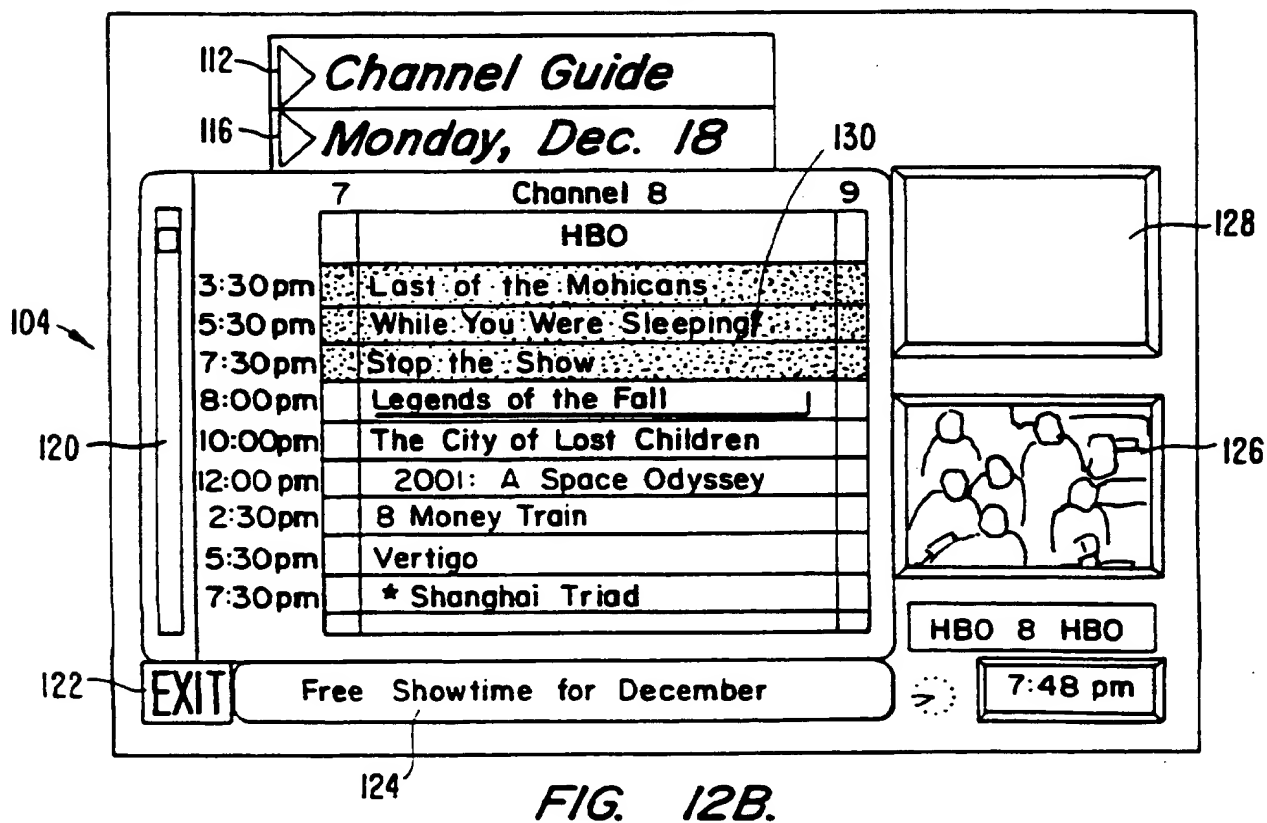 112
Channel Guide
116
Monday, Dec. 18
130
7 Channel 8 9
HBO
128
3:30pm Last of the Mohicans
104
5:30pm While You Were Sleeping
7:30pm Stop the Show
8:00pm Legends of the Fall
120
10:00pm The City of Lost Children
126
12:00 pm 2001: A Space Odyssey
2:30pm 8 Money Train
5:30pm Vertigo
7:30pm * Shanghai Triad
HBO 8 HBO
122
EXIT
Free Showtime for December
7:48 pm
124
FIG. 12B.